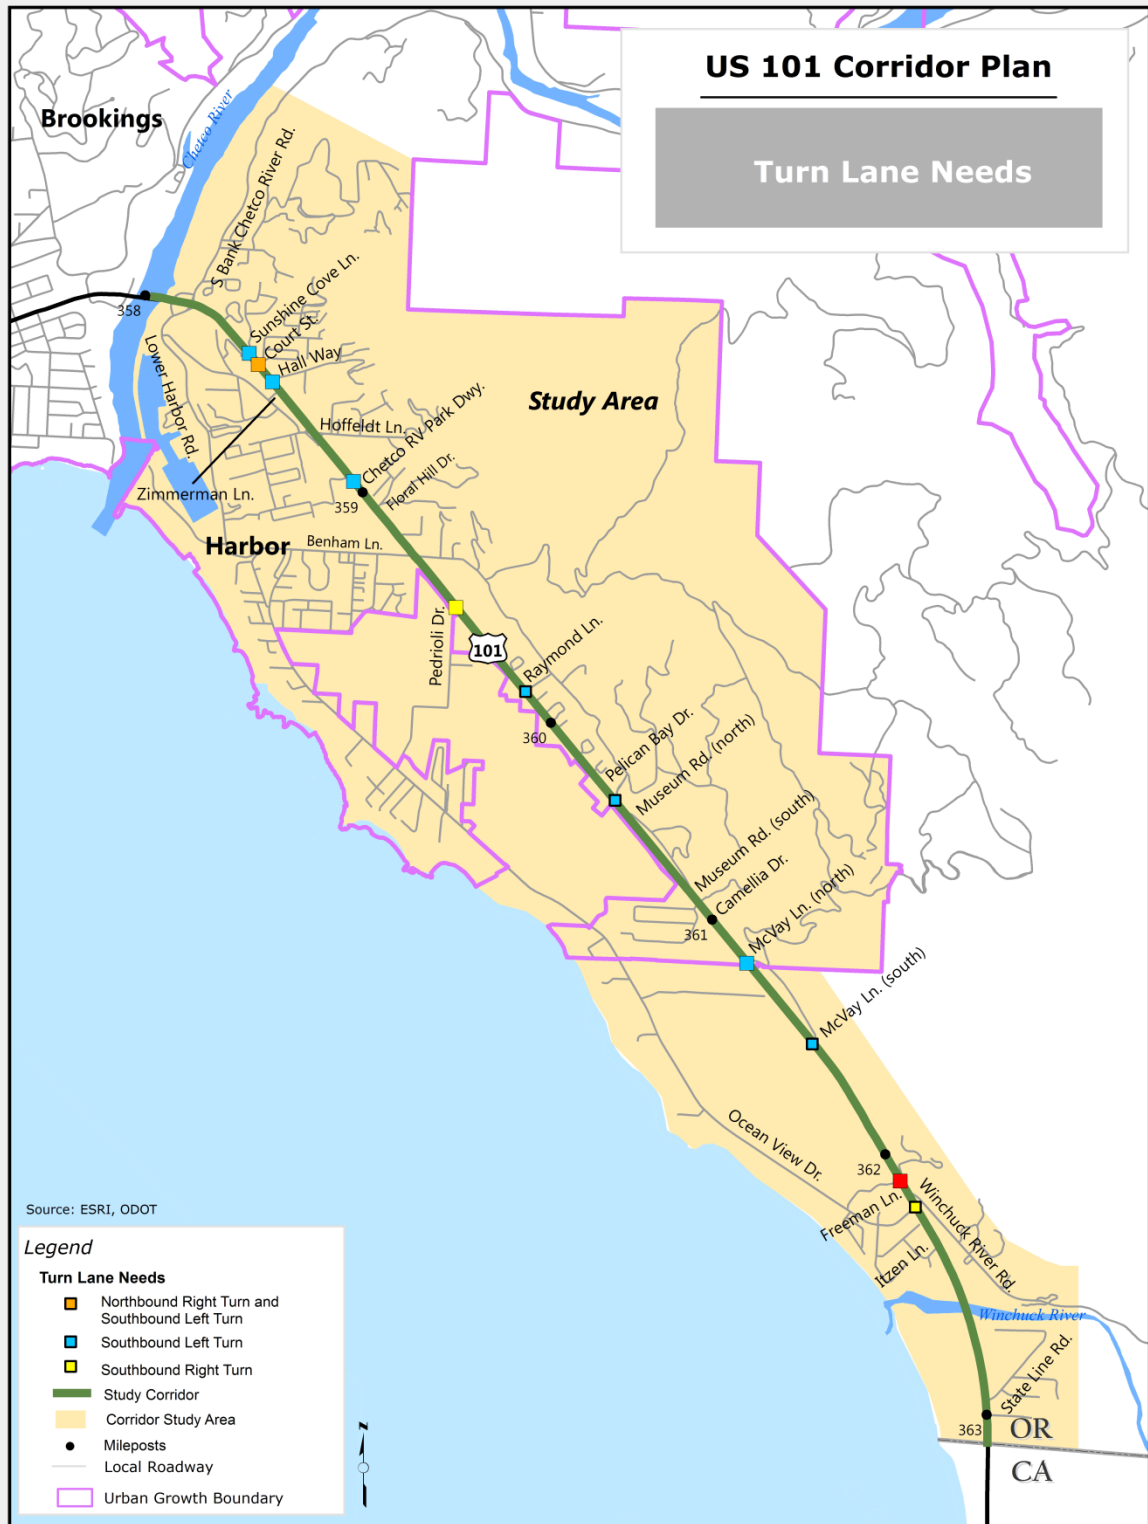 US 101 Corridor Plan
Turn Lane Needs
Brookings
Chetco River
S Bank Chetco River Rd.
358
Sunshine Cove Ln.
Court St.
Hall Way
Lower Harbor Rd.
Study Area
Hoffeldt Ln.
Chetco RV Park Dwy.
Floral Hill Dr.
Zimmerman Ln.
359
Harbor
Benham Ln.
Pedrioli Dr.
101
Raymond Ln.
360
Pelican Bay Dr.
Museum Rd. (north)
Museum Rd. (south)
Camellia Dr.
361
McVay Ln. (north)
McVay Ln. (south)
Ocean View Dr.
362
Freeman Ln.
Winchuck River Rd.
Itzen Ln.
Winchuck River
State Line Rd.
363
OR
CA
Source: ESRI, ODOT
Legend
Turn Lane Needs
Northbound Right Turn and
Southbound Left Turn
Southbound Left Turn
Southbound Right Turn
Study Corridor
Corridor Study Area
Mileposts
Local Roadway
Urban Growth Boundary
N